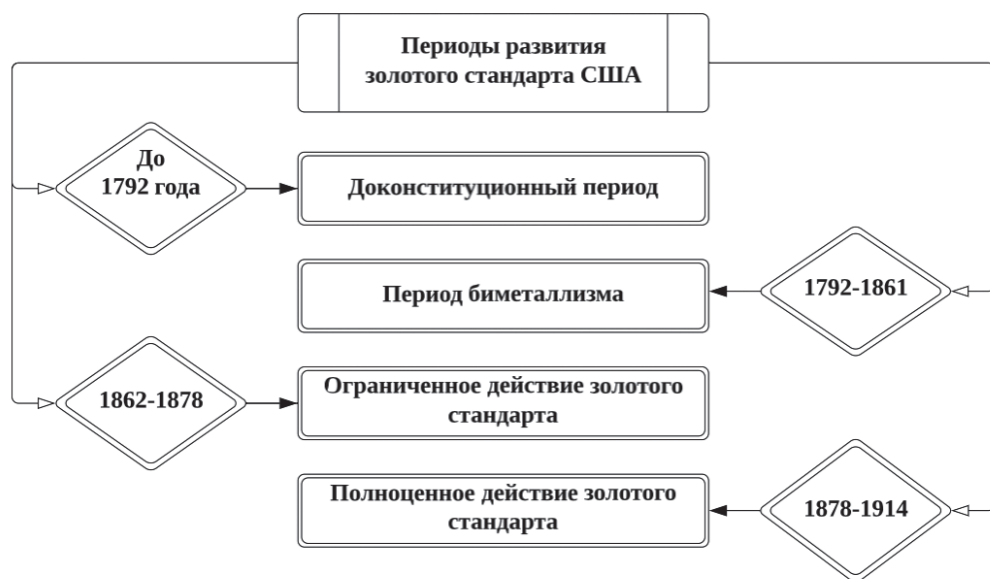 Периоды развития
золотого стандарта США
До
1792 года
Доконституционный период
Период биметаллизма
1792-1861
1862-1878
Ограниченное действие золотого
стандарта
Полноценное действие золотого
стандарта
1878-1914